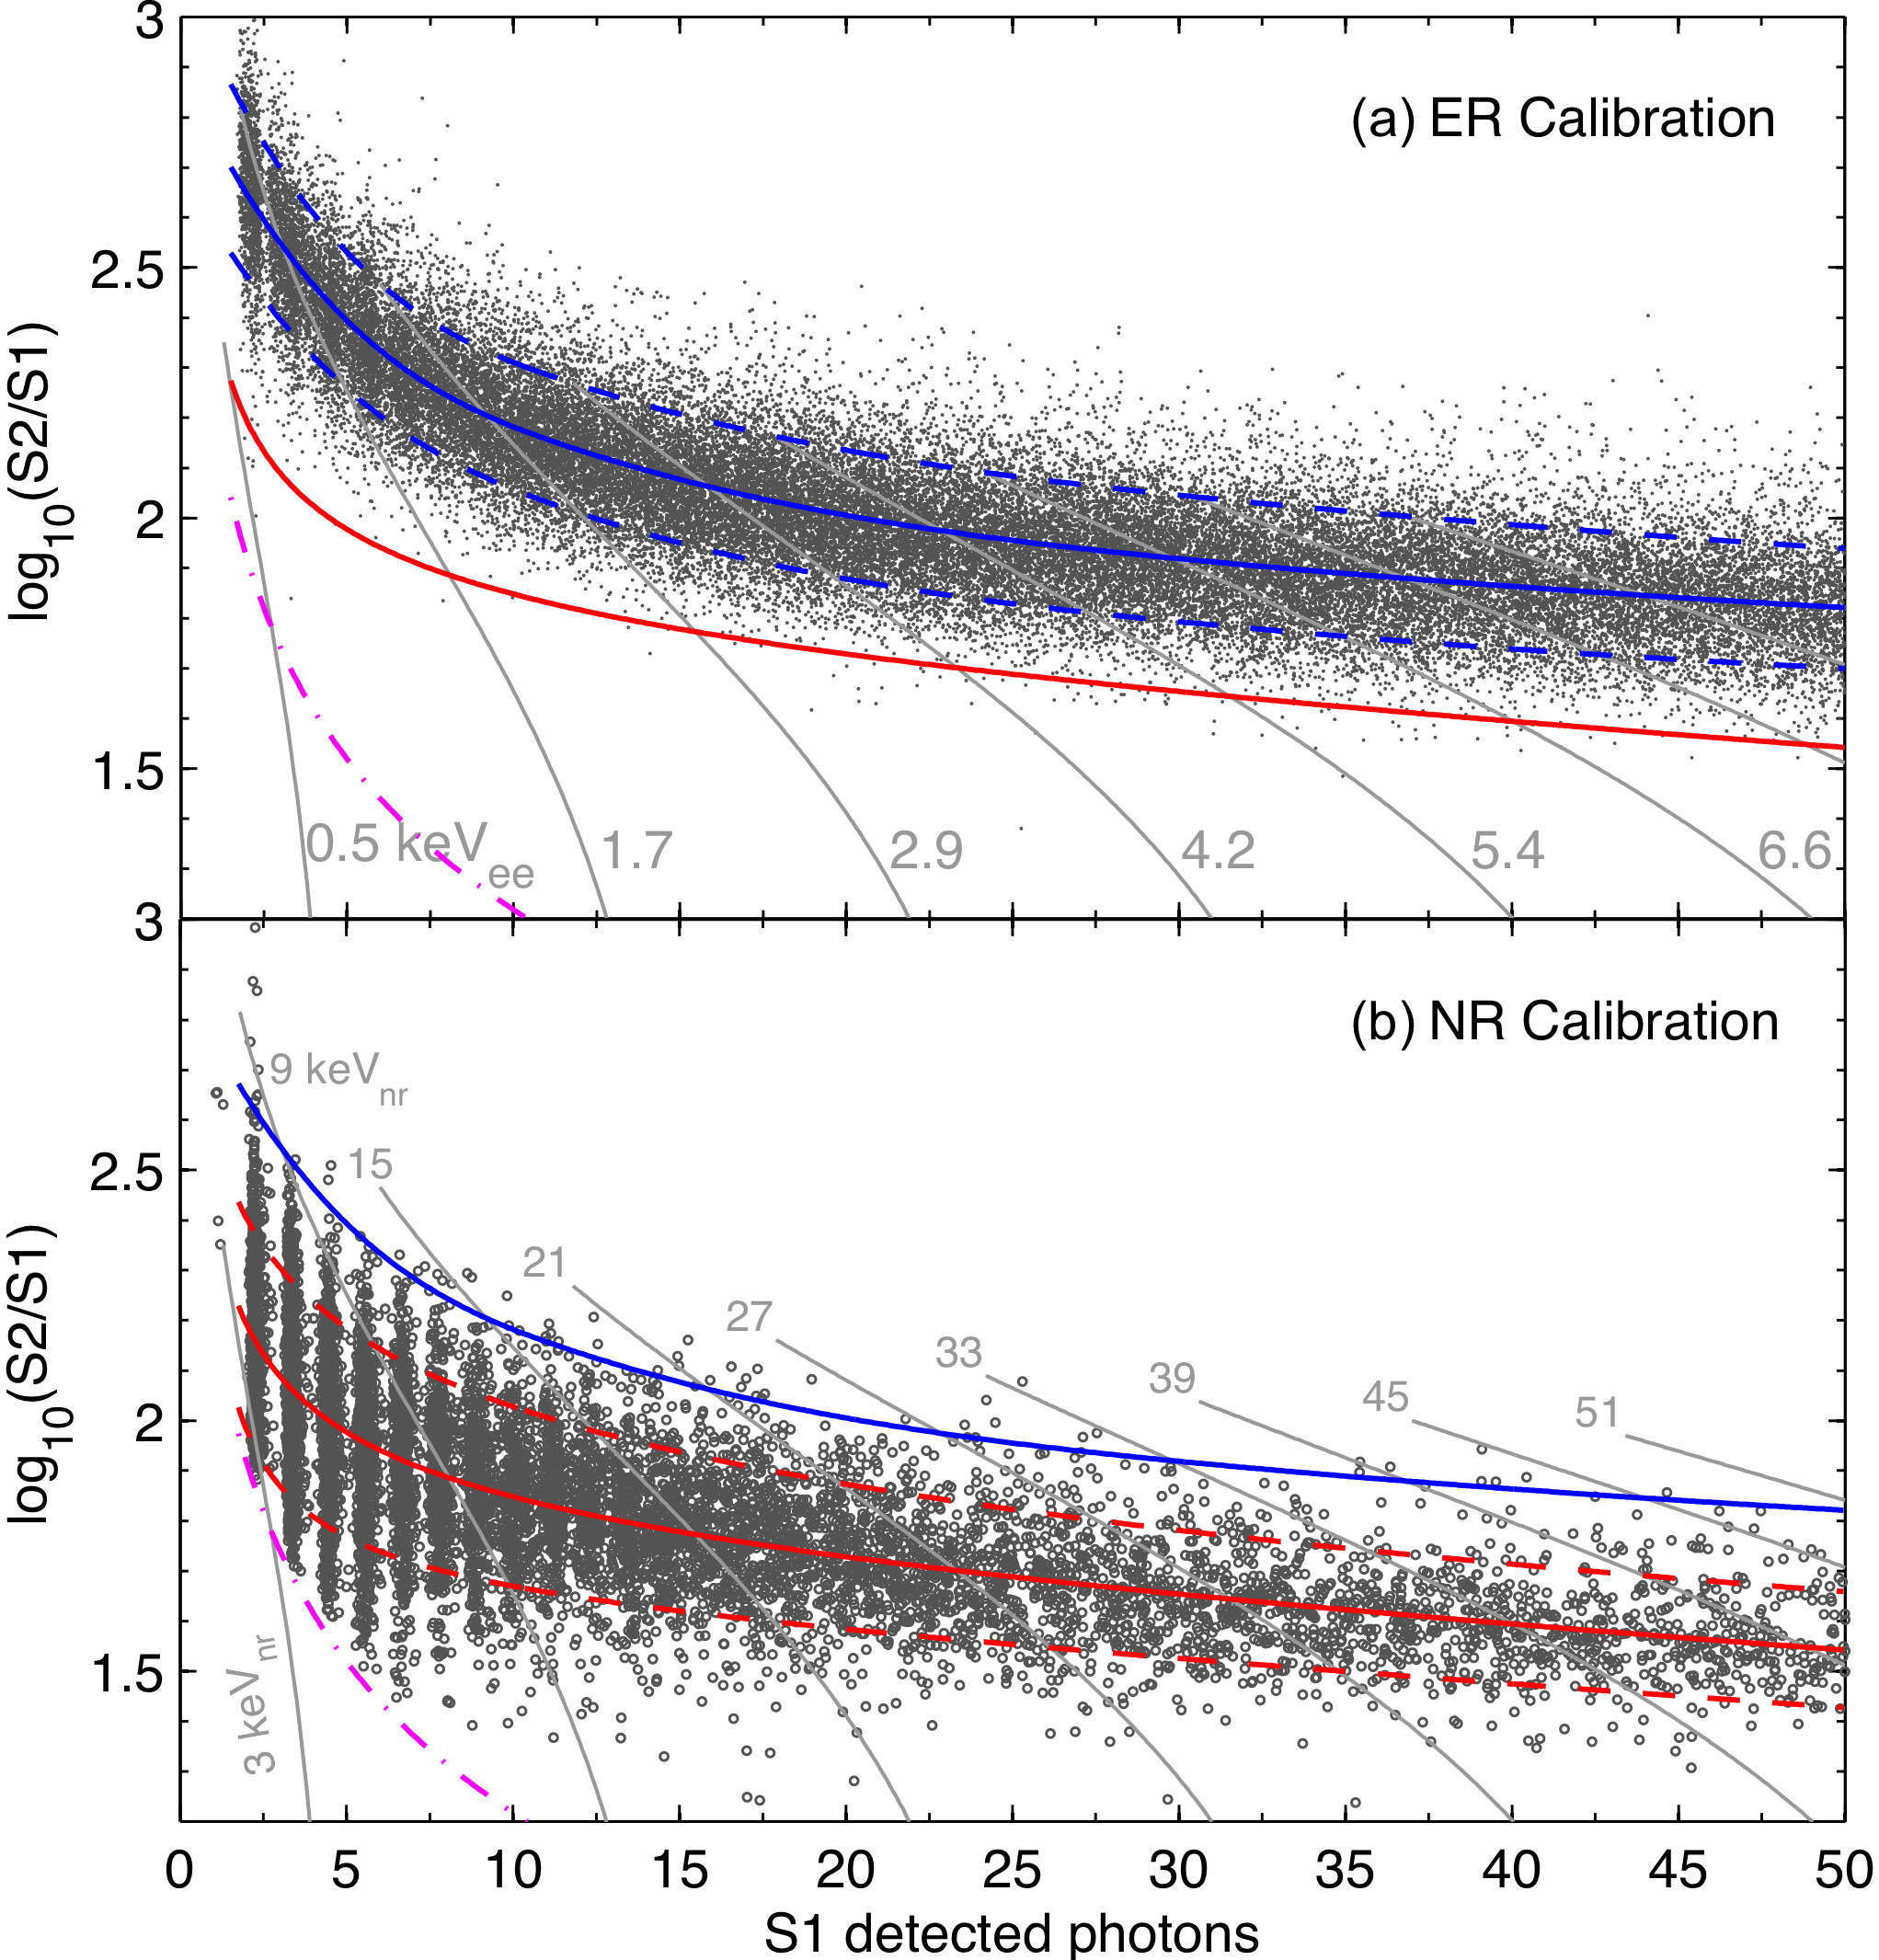 3
(a) ER Calibration
2.5
log10(S2/S1)
2
1.5
0.5 keVee
1.7
2.9
4.2
5.4
6.6
3
(b) NR Calibration
9 keVnr
2.5
15
21
27
33
39
45
51
log10(S2/S1)
2
1.5
3 keVnr
0 5 10 15 20 25 30 35 40 45 50
S1 detected photons